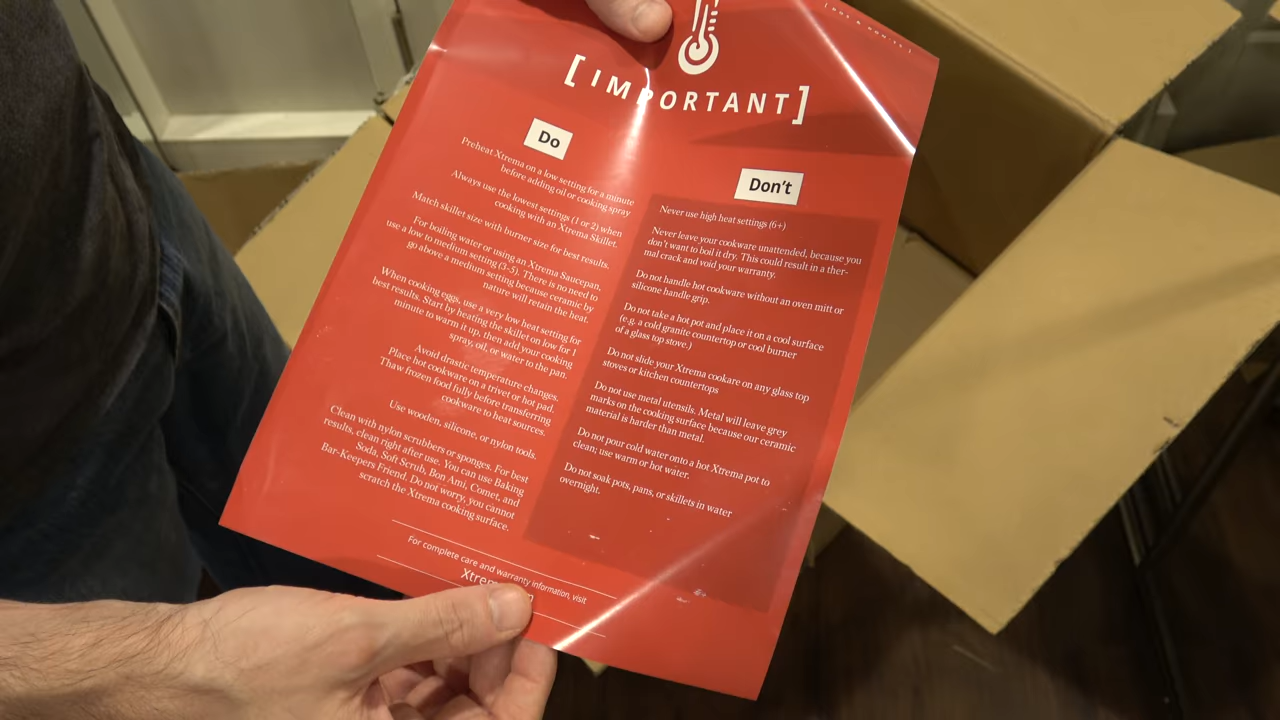 [IMPORTANT]
Do
Preheat Xtrema on a low setting for a minute
before adding oil or cooking spray
Always use the lowest settings (1 or 2) when
cooking with an Xtrema Skillet.
Match skillet size with burner size for best results.
For boiling water or using an Xtrema Saucepan,
use a low to medium setting (3-5). There is no need to
go above a medium setting because ceramic by
nature will retain the heat.
When cooking eggs, use a very low heat setting for
best results. Start by heating the skillet on low for 1
minute to warm it up, then add your cooking
spray, oil, or water to the pan.
Avoid drastic temperature changes.
Place hot cookware on a trivet or hot pad.
Thaw frozen food fully before transferring
cookware to heat sources.
Use wooden, silicone, or nylon tools.
Clean with nylon scrubbers or sponges. For best
results, clean right after use. You can use Baking
Soda, Soft Scrub, Bon Ami, Comet, and
Bar-Keepers Friend. Do not worry, you cannot
scratch the Xtrema cooking surface.
Don't
Never use high heat settings (6+)
Never leave your cookware unattended, because you
don't want to boil it dry. This could result in a ther-
mal crack and void your warranty.
Do not handle hot cookware without an oven mitt or
silicone handle grip.
Do not take a hot pot and place it on a cool surface
(e.g. a cold granite countertop or cool burner
of a glass top stove.)
Do not slide your Xtrema cookare on any glass top
stoves or kitchen countertops
Do not use metal utensils. Metal will leave grey
marks on the cooking surface because our ceramic
material is harder than metal.
Do not pour cold water onto a hot Xtrema pot to
clean; use warm or hot water.
Do not soak pots, pans, or skillets in water
overnight.
For complete care and warranty information, visit